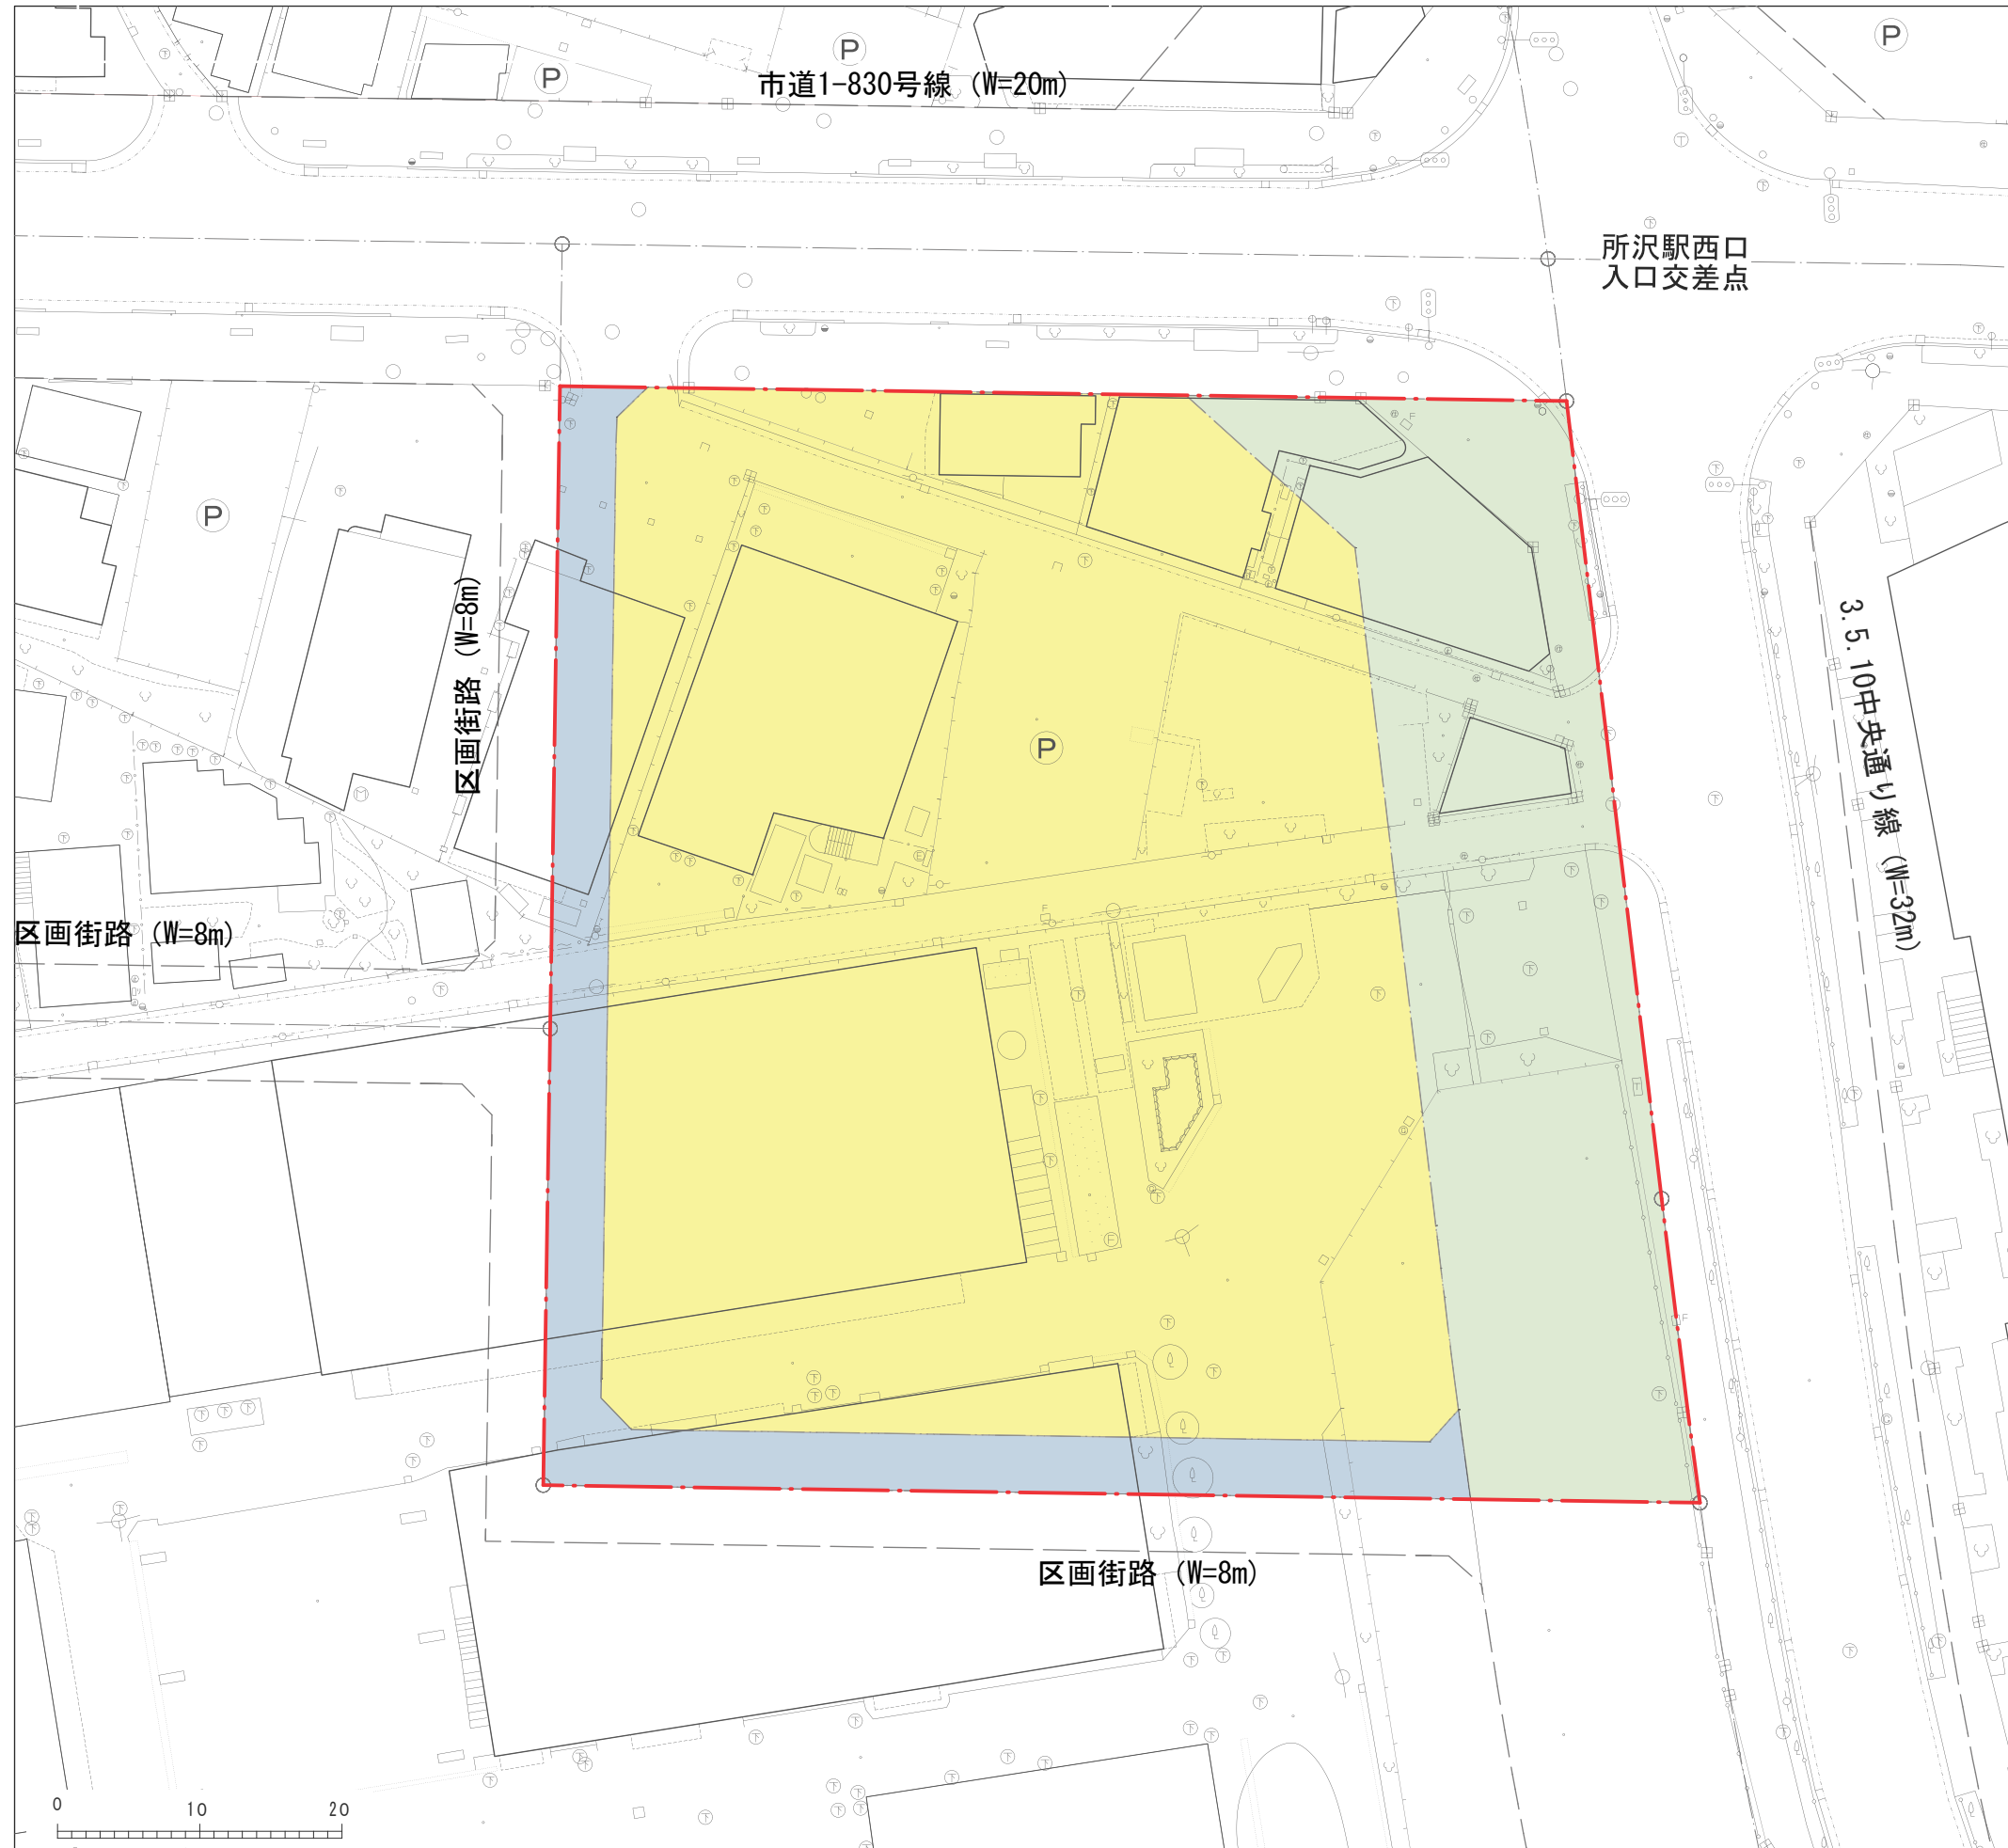 P
P
P
市道1-830号線 (W=20m)
所沢駅西口
入口交差点
P
区画街路 (W=8m)
P
3.5.10中央通り線 (W=32m)
区画街路 (W=8m)
区画街路 (W=8m)
0 10 20